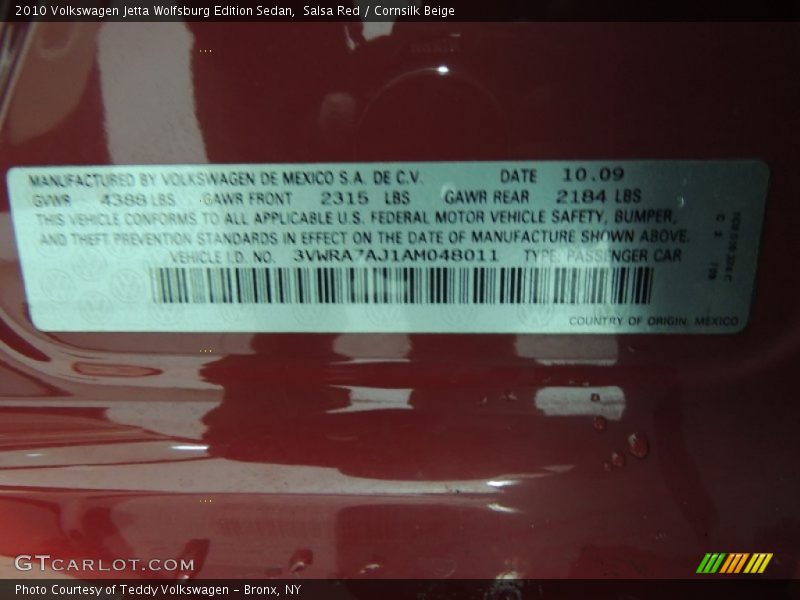 2010 Volkswagen Jetta Wolfsburg Edition Sedan, Salsa Red / Cornsilk Beige
MANUFACTURED BY VOLKSWAGEN DE MEXICO S.A. DE C.V. DATE 10.09
GVWR 4388 LBS GAWR FRONT 2315 LBS GAWR REAR 2184 LBS
THIS VEHICLE CONFORMS TO ALL APPLICABLE U.S. FEDERAL MOTOR VEHICLE SAFETY, BUMPER,
AND THEFT PREVENTION STANDARDS IN EFFECT ON THE DATE OF MANUFACTURE SHOWN ABOVE.
VEHICLE I.D. NO. 3VWRA7AJ1AM048011 TYPE: PASSENGER CAR
COUNTRY OF ORIGIN: MEXICO
GTCARLOT.COM
Photo Courtesy of Teddy Volkswagen – Bronx, NY